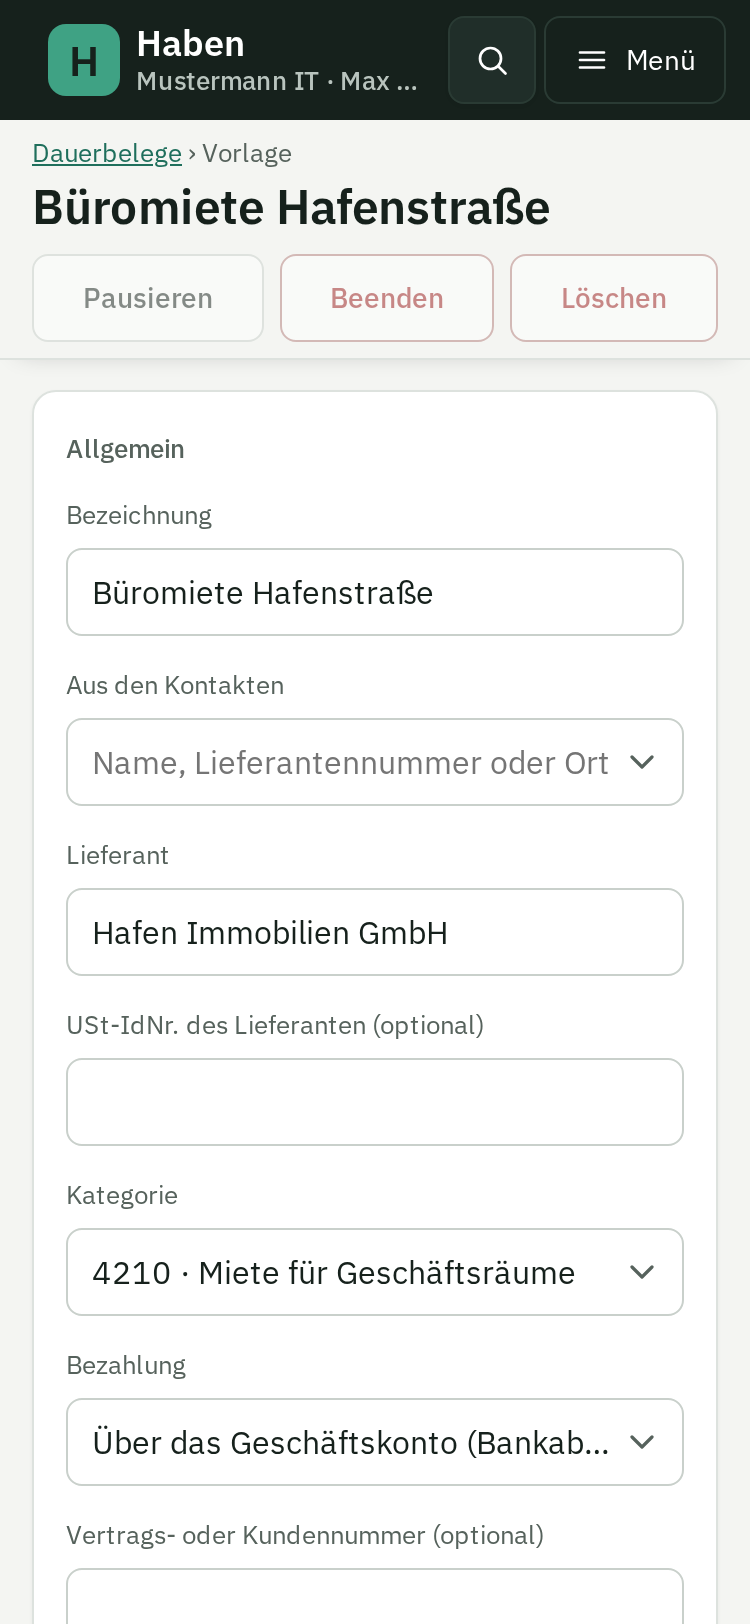 H
Haben
Mustermann IT · Max ...
Menü
Dauerbelege › Vorlage
Büromiete Hafenstraße
Pausieren
Beenden
Löschen
Allgemein
Bezeichnung
Büromiete Hafenstraße
Aus den Kontakten
Name, Lieferantennummer oder Ort
Lieferant
Hafen Immobilien GmbH
USt-IdNr. des Lieferanten (optional)
Kategorie
4210 · Miete für Geschäftsräume
Bezahlung
Über das Geschäftskonto (Bankab...
Vertrags- oder Kundennummer (optional)